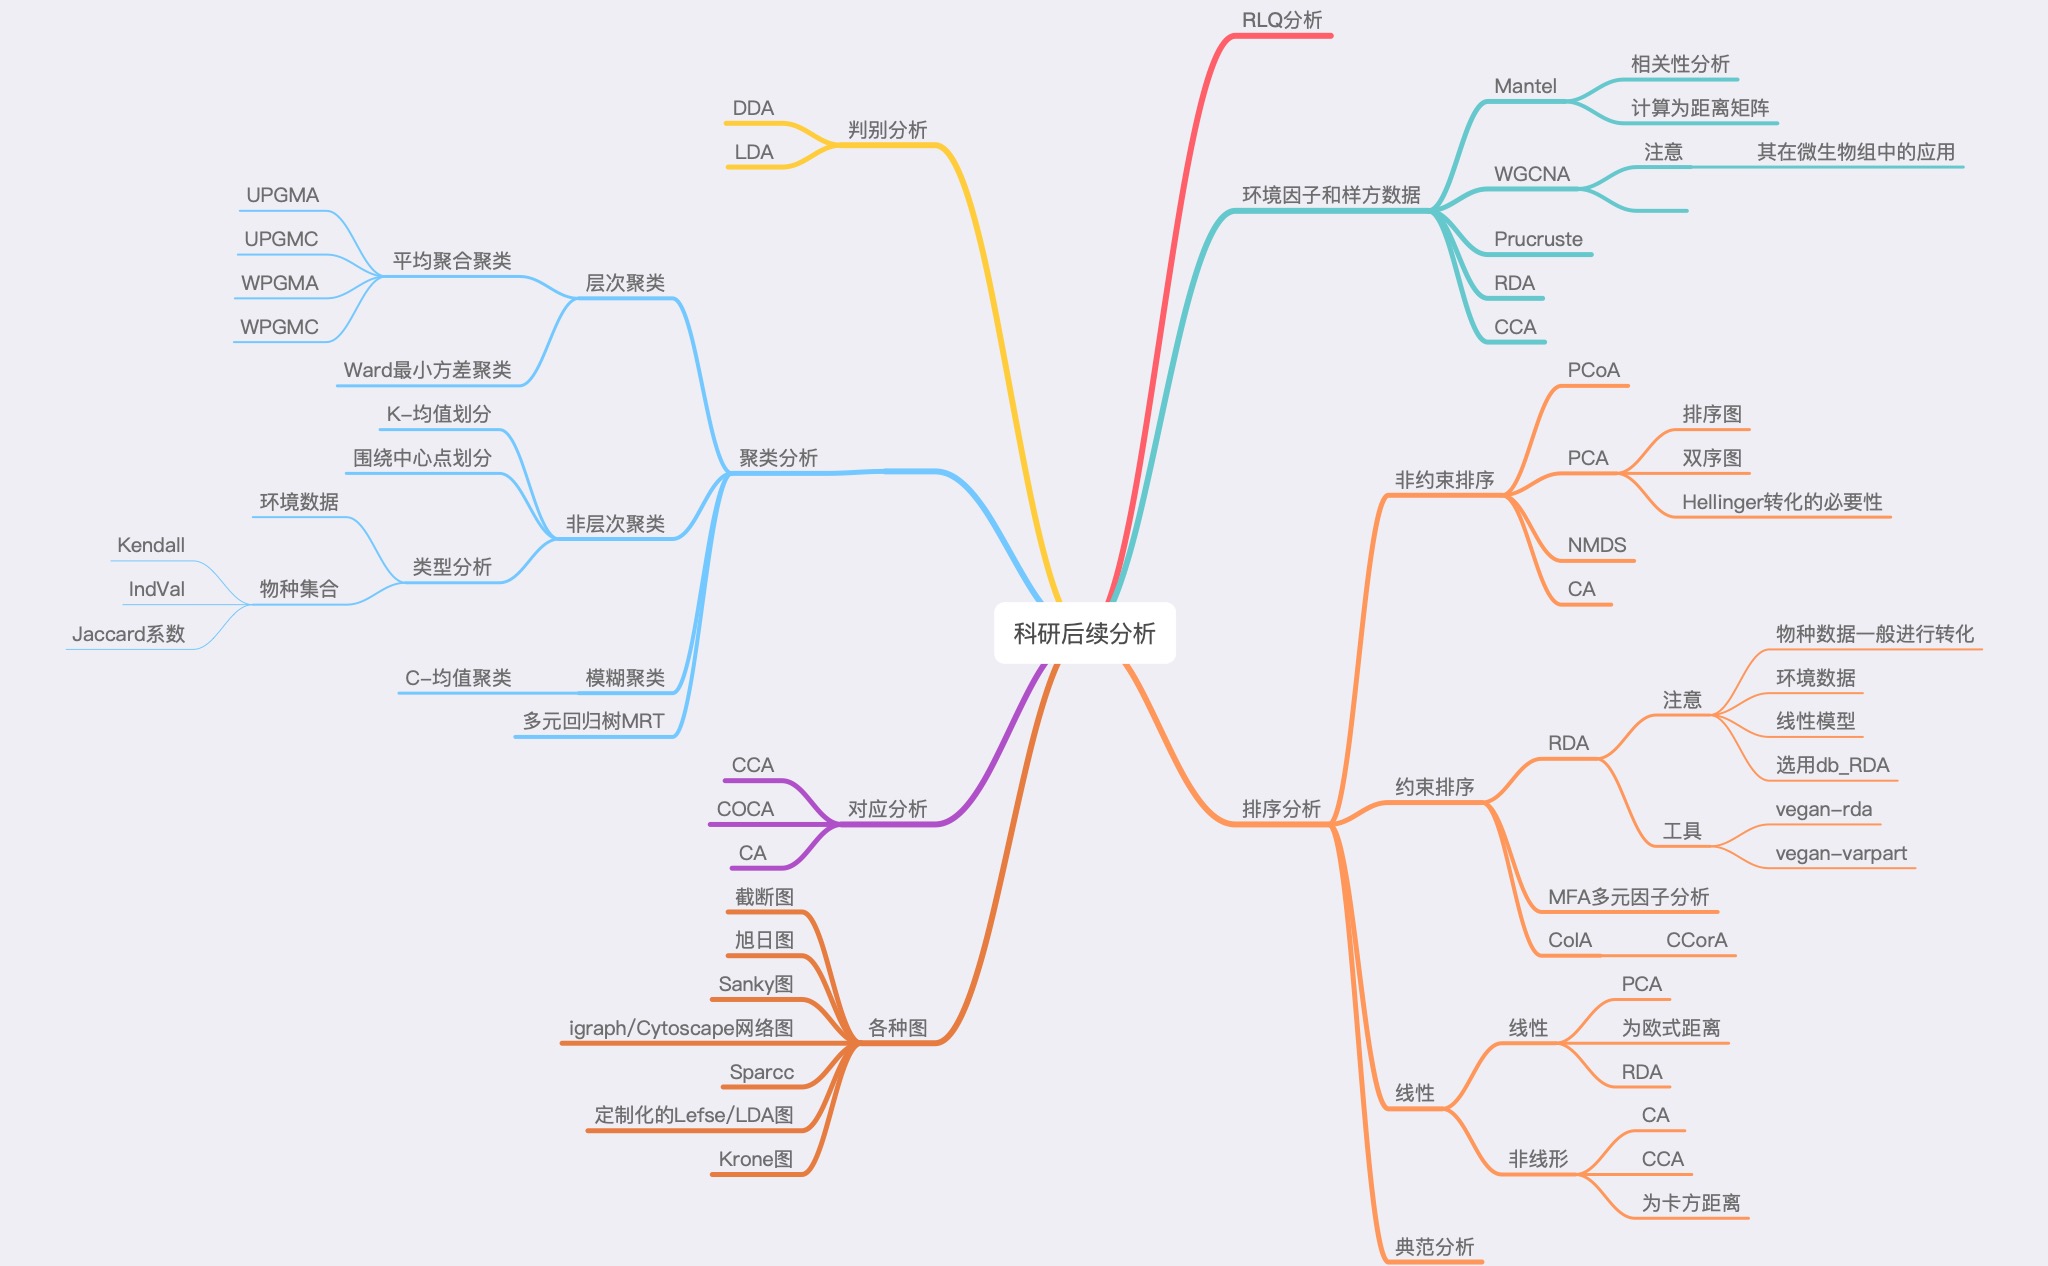 科研后续分析
RLQ分析
环境因子和样方数据
Mantel
相关性分析
计算为距离矩阵
WGCNA
注意
其在微生物组中的应用
Prucruste
RDA
CCA
排序分析
非约束排序
PCoA
PCA
排序图
双序图
Hellinger转化的必要性
NMDS
CA
约束排序
RDA
注意
物种数据一般进行转化
环境数据
线性模型
选用db_RDA
工具
vegan-rda
vegan-varpart
MFA多元因子分析
CoIA
CCorA
线性
线性
PCA
为欧式距离
RDA
非线形
CA
CCA
为卡方距离
典范分析
判别分析
DDA
LDA
聚类分析
层次聚类
平均聚合聚类
UPGMA
UPGMC
WPGMA
WPGMC
Ward最小方差聚类
非层次聚类
K-均值划分
围绕中心点划分
类型分析
环境数据
物种集合
Kendall
IndVal
Jaccard系数
模糊聚类
C-均值聚类
多元回归树MRT
对应分析
CCA
COCA
CA
各种图
截断图
旭日图
Sanky图
igraph/Cytoscape网络图
Sparcc
定制化的Lefse/LDA图
Krone图